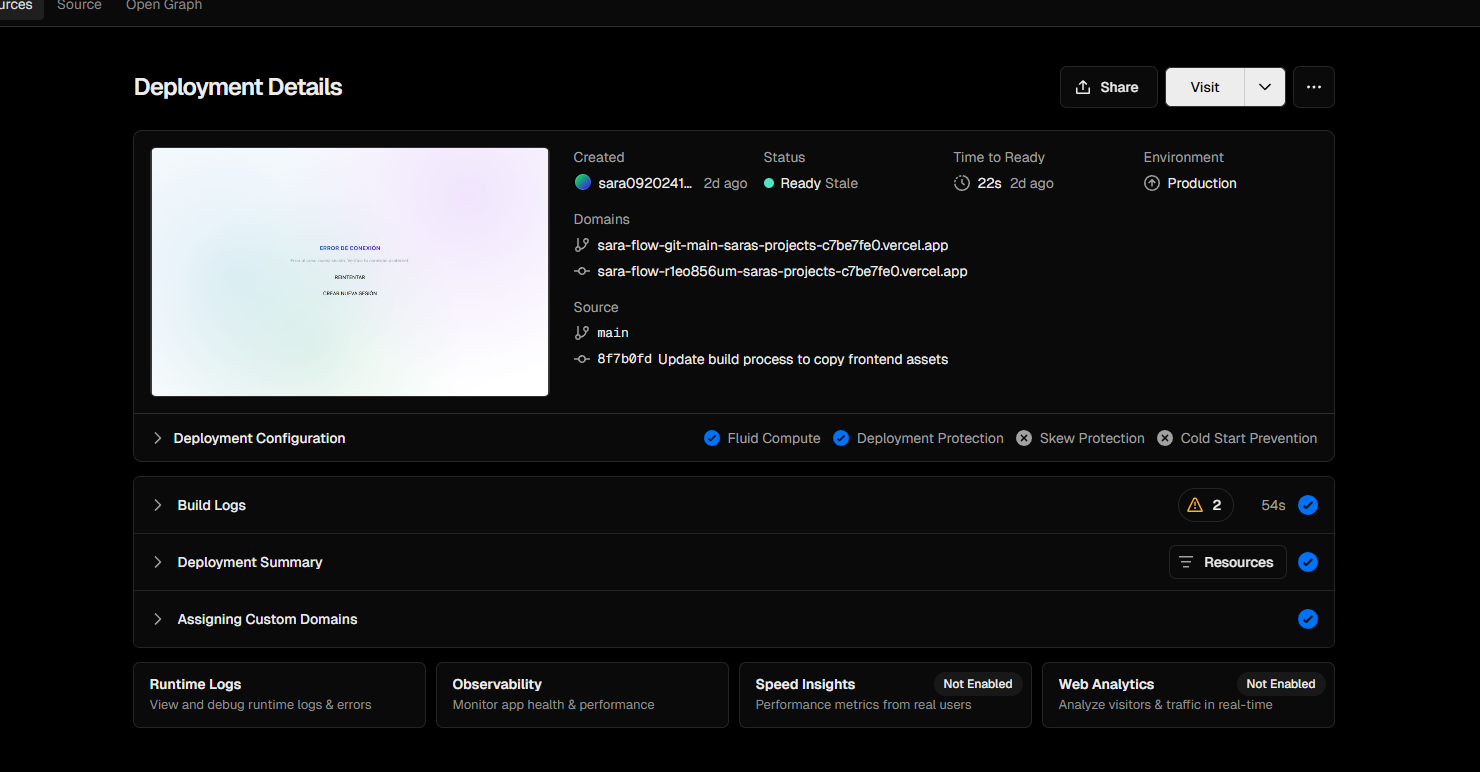 urces Source Open Graph
Deployment Details
Share
Visit
Created
sara0920241... 2d ago
Status
Ready Stale
Time to Ready
22s 2d ago
Environment
Production
Domains
sara-flow-git-main-saras-projects-c7be7fe0.vercel.app
sara-flow-r1eo856um-saras-projects-c7be7fe0.vercel.app
Source
main
8f7b0fd Update build process to copy frontend assets
ERROR DE CONEXIÓN
REINTENTAR
CREAR NUEVA SESIÓN
Deployment Configuration
Fluid Compute Deployment Protection Skew Protection Cold Start Prevention
Build Logs 2 54s
Deployment Summary Resources
Assigning Custom Domains
Runtime Logs
View and debug runtime logs & errors
Observability
Monitor app health & performance
Speed Insights Not Enabled
Performance metrics from real users
Web Analytics Not Enabled
Analyze visitors & traffic in real-time